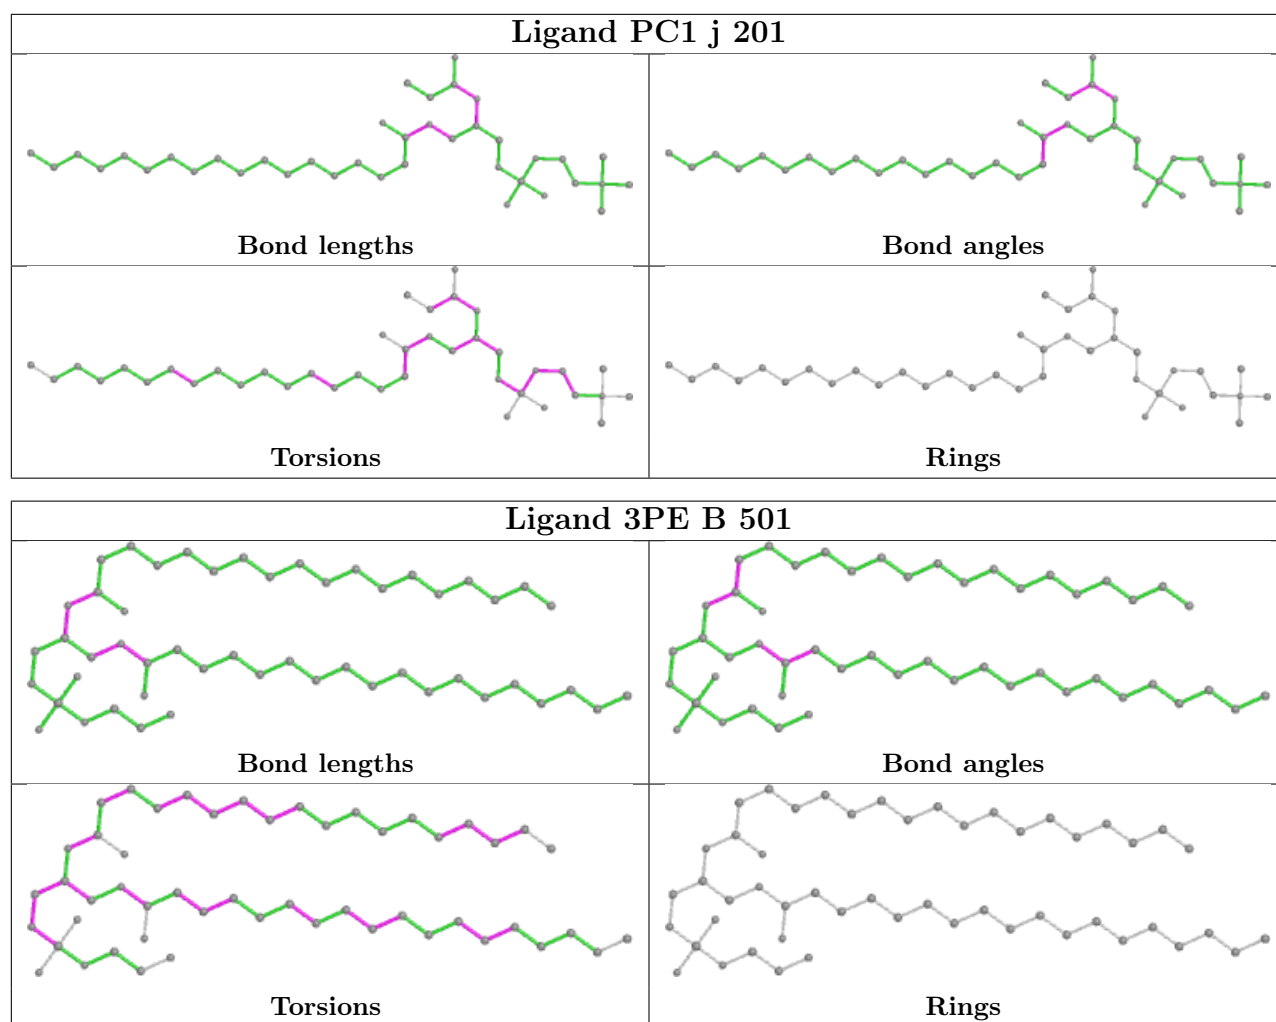 Ligand PC1 j 201
Bond lengths
Bond angles
Torsions
Rings
Ligand 3PE B 501
Bond lengths
Bond angles
Torsions
Rings